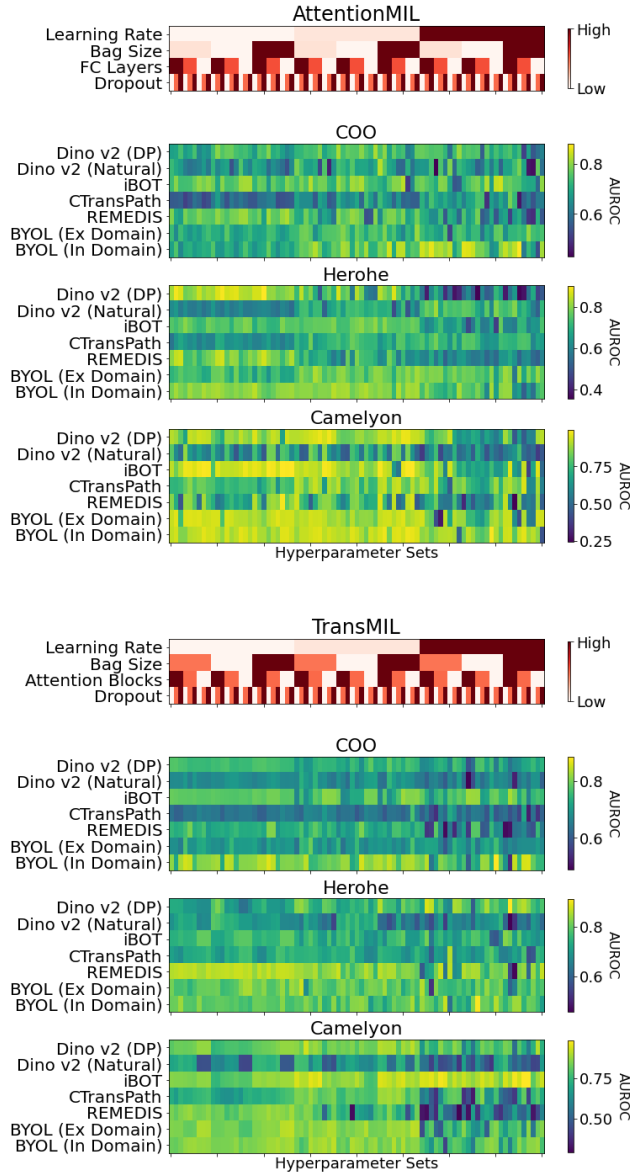 AttentionMIL
Learning Rate
Bag Size
FC Layers
Dropout
High
Low
COO
Dino v2 (DP)
Dino v2 (Natural)
iBOT
CTransPath
REMEDIS
BYOL (Ex Domain)
BYOL (In Domain)
0.8
0.6
AUROC
Herohe
Dino v2 (DP)
Dino v2 (Natural)
iBOT
CTransPath
REMEDIS
BYOL (Ex Domain)
BYOL (In Domain)
0.8
0.6
0.4
AUROC
Camelyon
Dino v2 (DP)
Dino v2 (Natural)
iBOT
CTransPath
REMEDIS
BYOL (Ex Domain)
BYOL (In Domain)
0.75
0.50
0.25
AUROC
Hyperparameter Sets
TransMIL
Learning Rate
Bag Size
Attention Blocks
Dropout
High
Low
COO
Dino v2 (DP)
Dino v2 (Natural)
iBOT
CTransPath
REMEDIS
BYOL (Ex Domain)
BYOL (In Domain)
0.8
0.6
AUROC
Herohe
Dino v2 (DP)
Dino v2 (Natural)
iBOT
CTransPath
REMEDIS
BYOL (Ex Domain)
BYOL (In Domain)
0.8
0.6
AUROC
Camelyon
Dino v2 (DP)
Dino v2 (Natural)
iBOT
CTransPath
REMEDIS
BYOL (Ex Domain)
BYOL (In Domain)
0.75
0.50
AUROC
Hyperparameter Sets